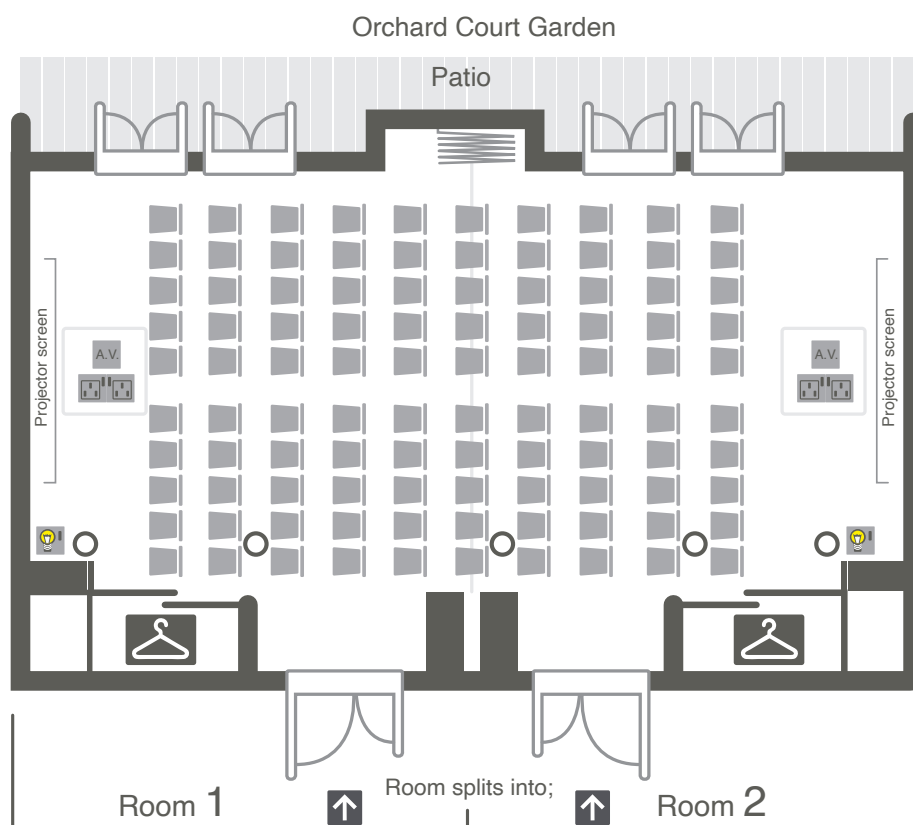 Orchard Court Garden
Patio
Projector screen
A.V.
A.V.
Projector screen
Room splits into;
Room 1
Room 2